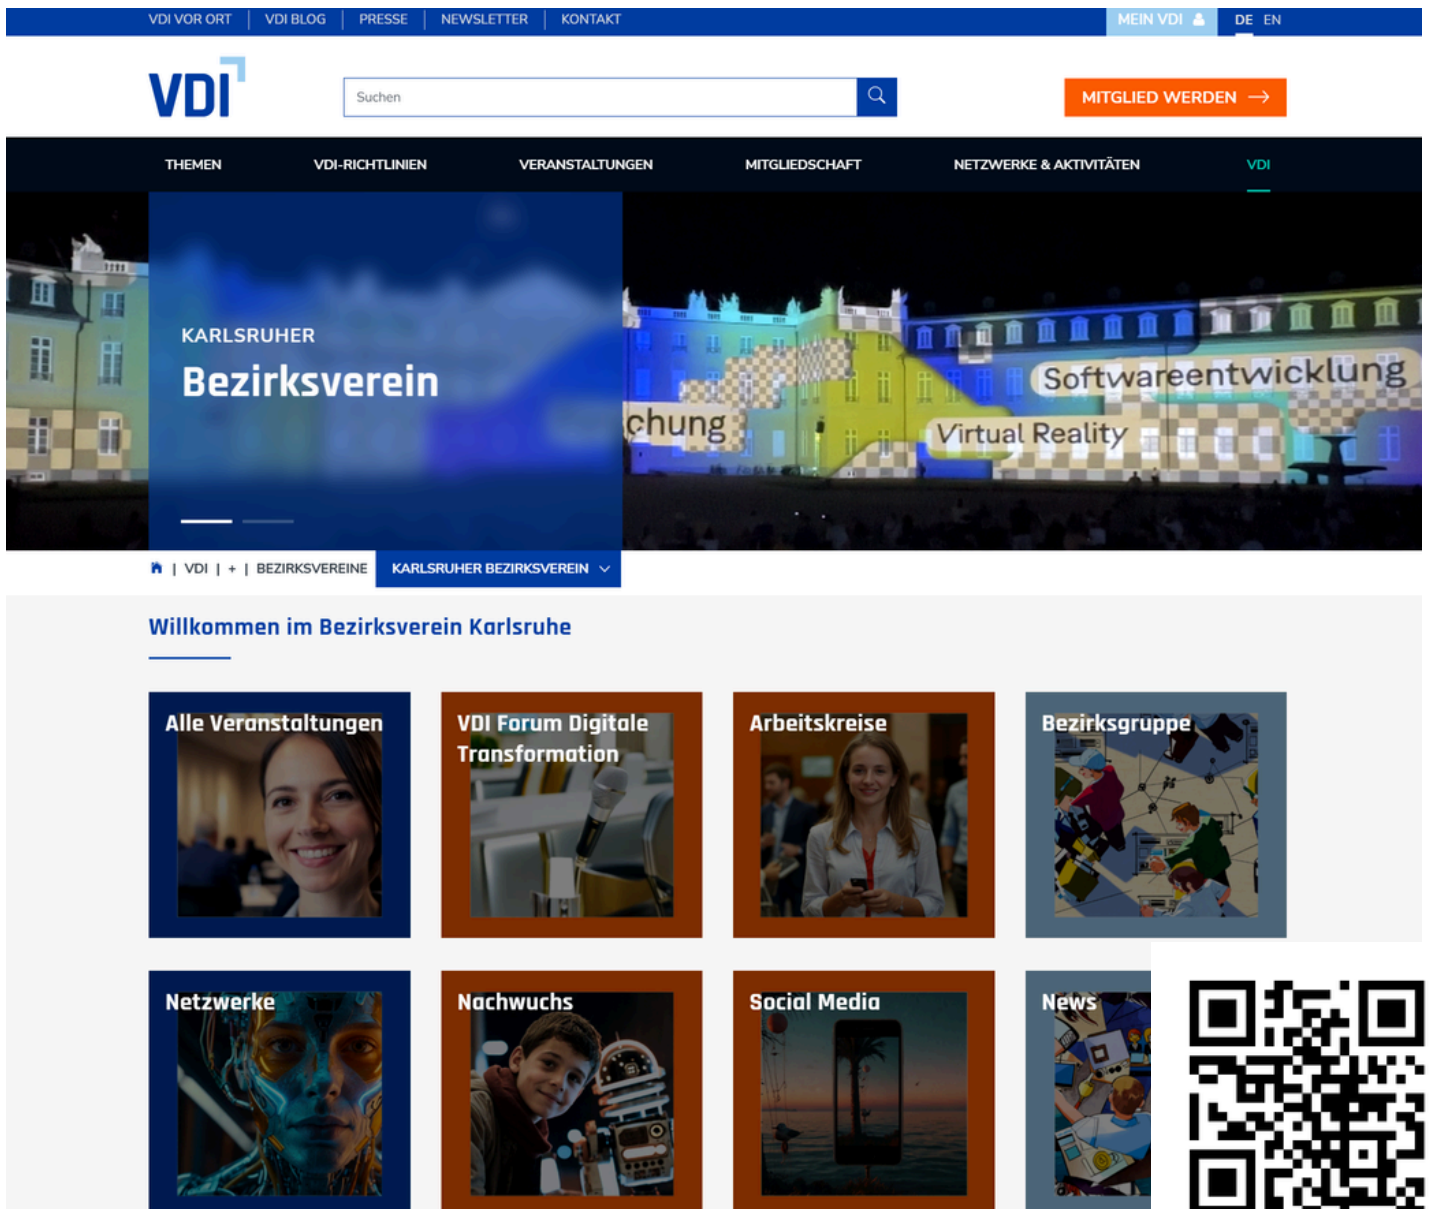 VDI VOR ORT | VDI BLOG | PRESSE | NEWSLETTER | KONTAKT
MEIN VDI
DE EN
VDI
Suchen
MITGLIED WERDEN →
THEMEN
VDI-RICHTLINIEN
VERANSTALTUNGEN
MITGLIEDSCHAFT
NETZWERKE & AKTIVITÄTEN
VDI
KARLSRUHER
Bezirksverein
chung
Virtual Reality
Softwareentwicklung
| VDI | + | BEZIRKSVEREINE
KARLSRUHER BEZIRKSVEREIN
Willkommen im Bezirksverein Karlsruhe
Alle Veranstaltungen
VDI Forum Digitale
Transformation
Arbeitskreise
Bezirksgruppe
Netzwerke
Nachwuchs
Social Media
News